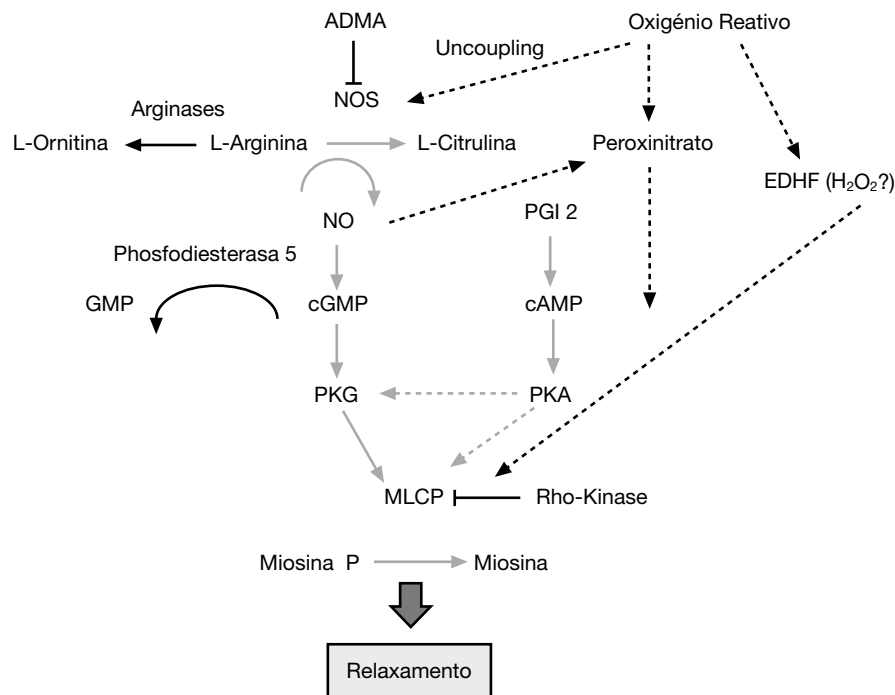 ADMA
Oxigénio Reativo
Uncoupling
NOS
Arginases
L-Ornitina
L-Arginina
L-Citrulina
Peroxinitrato
EDHF (H₂O₂?)
NO
PGI 2
Phosfodiesterasa 5
GMP
cGMP
cAMP
PKG
PKA
MLCP
Rho-Kinase
Miosina P
Miosina
Relaxamento